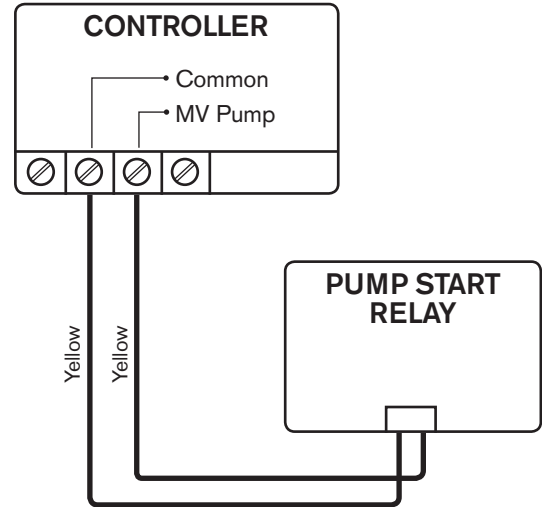 CONTROLLER
Common
MV Pump
PUMP START
RELAY
Yellow
Yellow